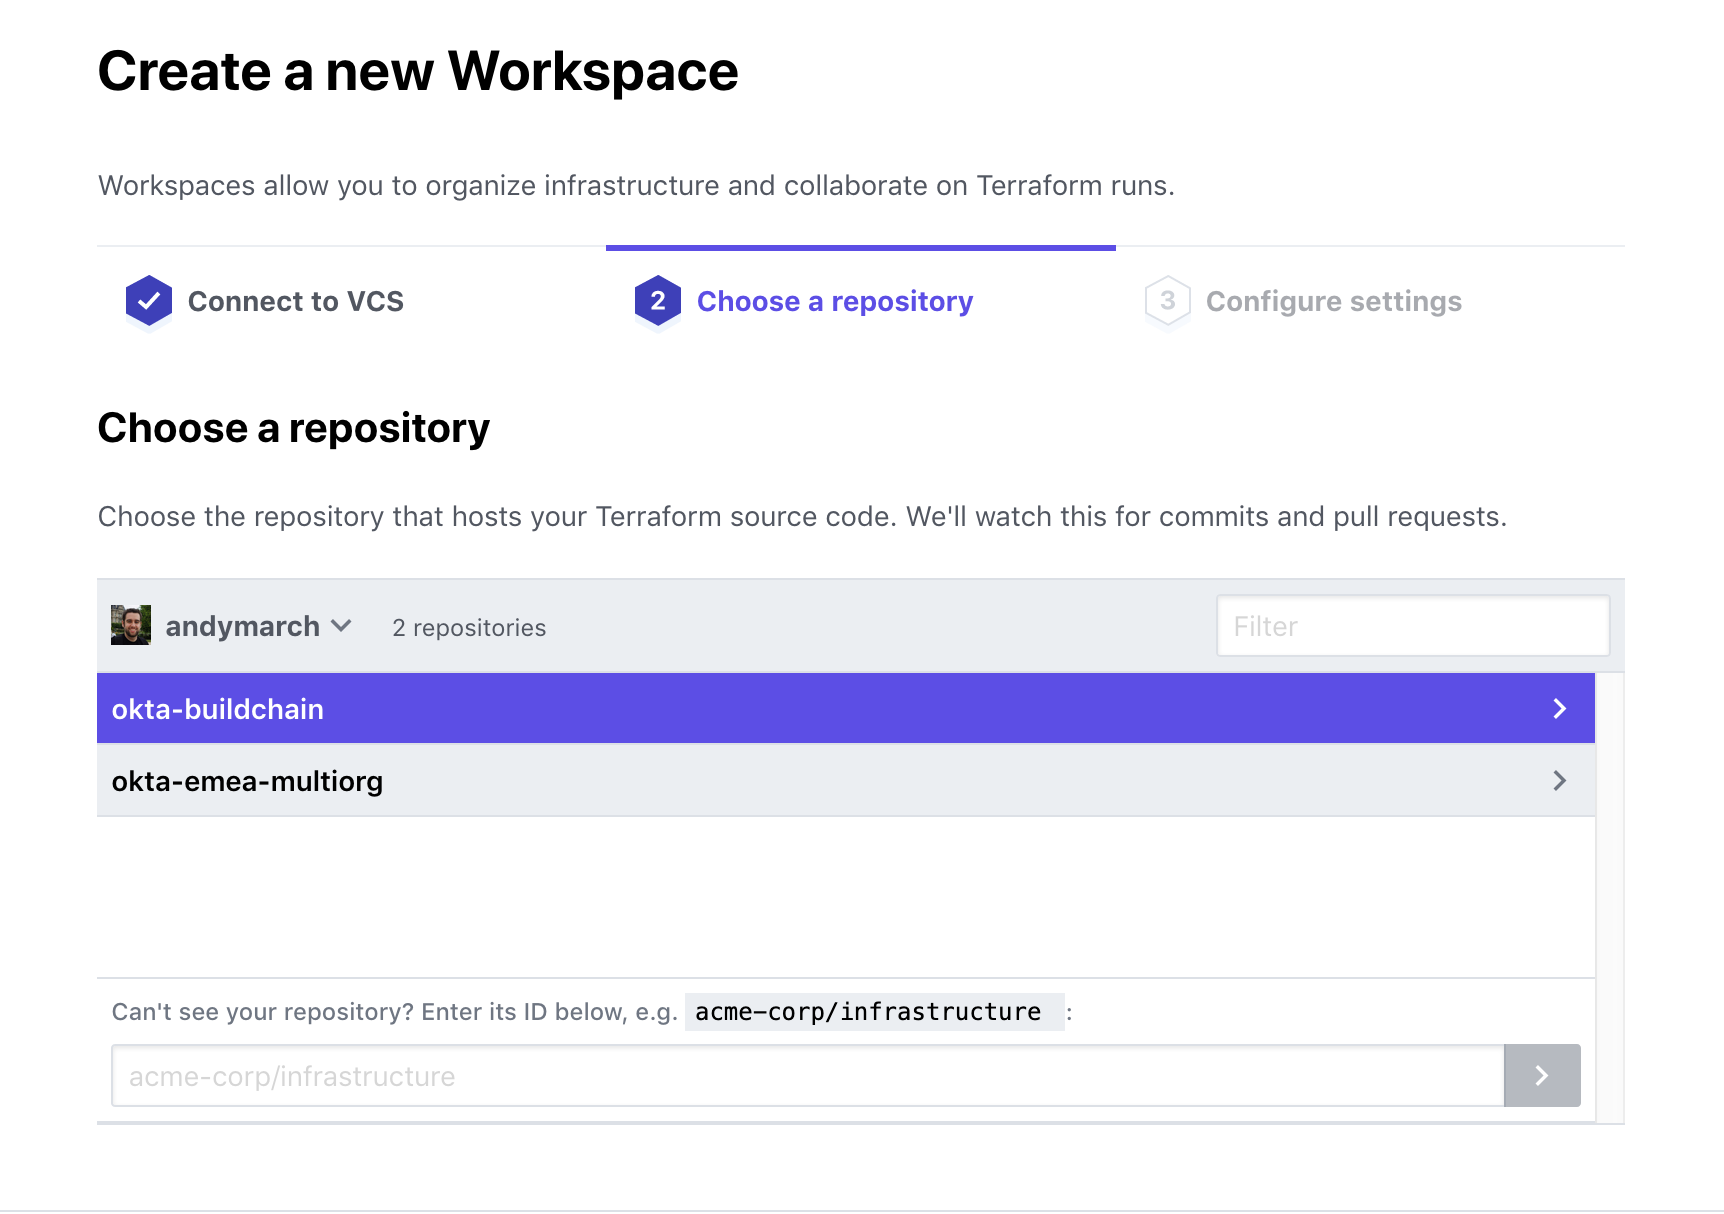 Create a new Workspace
Workspaces allow you to organize infrastructure and collaborate on Terraform runs.
Connect to VCS
2 Choose a repository
3 Configure settings
Choose a repository
Choose the repository that hosts your Terraform source code. We'll watch this for commits and pull requests.
andymarch 2 repositories Filter
okta-buildchain
okta-emea-multiorg
Can't see your repository? Enter its ID below, e.g. acme-corp/infrastructure :
acme-corp/infrastructure